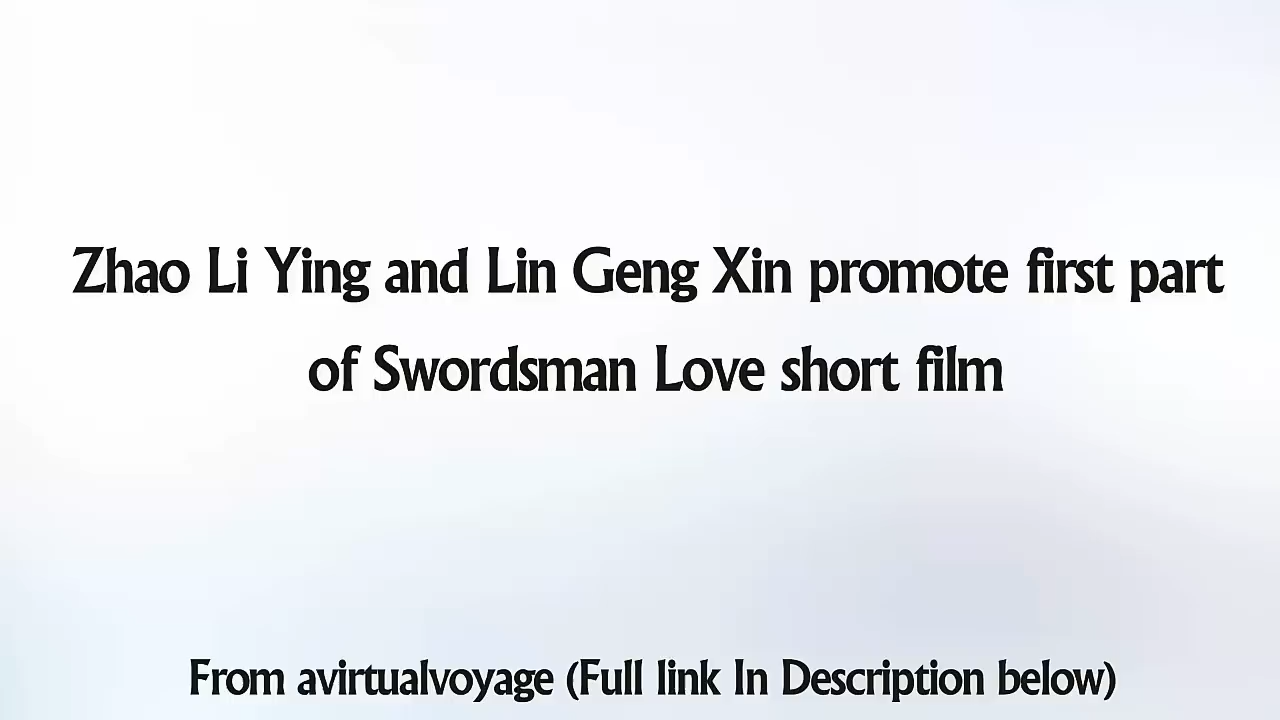 Zhao Li Ying and Lin Geng Xin promote first part
of Swordsman Love short film
From avirtualvoyage (Full link In Description below)